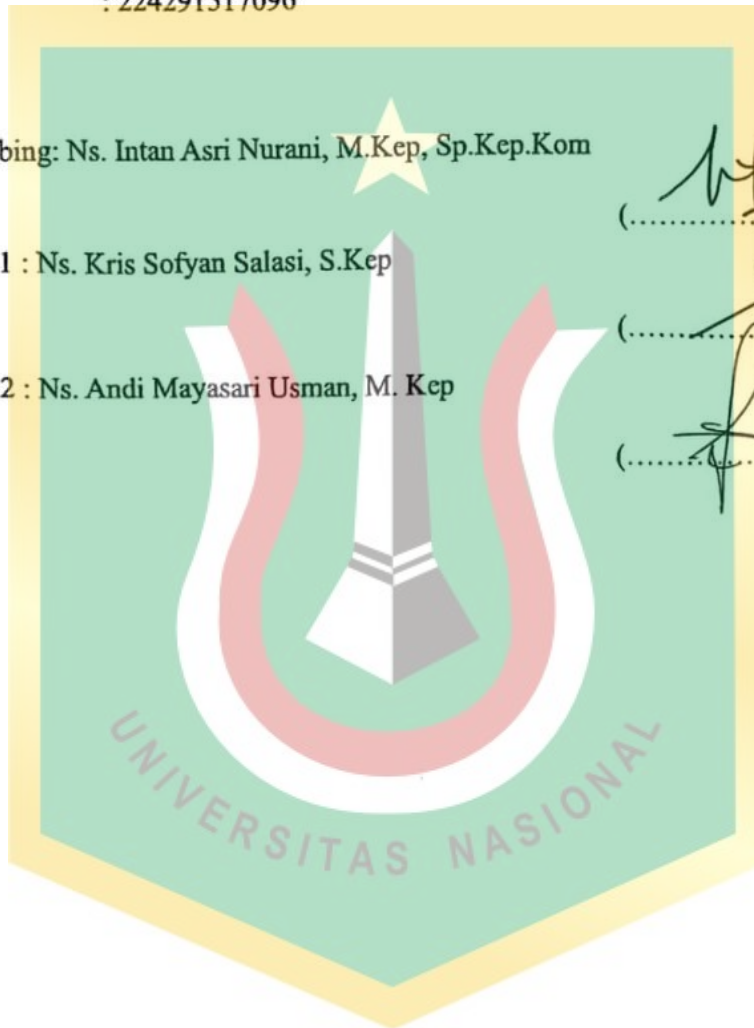 : 224291517096
bing: Ns. Intan Asri Nurani, M.Kep, Sp.Kep.Kom
(..............
1 : Ns. Kris Sofyan Salasi, S.Kep
(..............
2 : Ns. Andi Mayasari Usman, M. Kep
(..............
UNIVERSITAS NASIONAL